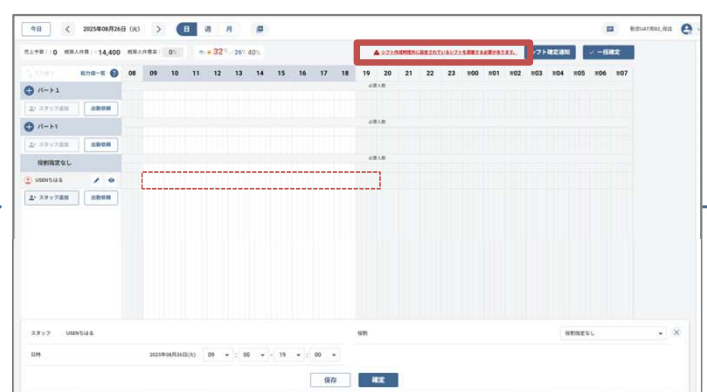 今日 < 2025年08月26日 (火) > 日 週 月
売上予算: 0 概算人件費: 14,400 概算人件費率: 0% 32℃ 26℃ 40%
シフト作成時間外に設定されているシフトを調整する必要があります。 シフト確定通知 一括確定
能力値一覧 ? 08 09 10 11 12 13 14 15 16 17 18 19 20 21 22 23 翌00 翌01 翌02 翌03 翌04 翌05 翌06 翌07
パート1 必要人数
スタッフ追加 出勤依頼
パート1 必要人数
スタッフ追加 出勤依頼
役割指定なし 必要人数
USENちはる
スタッフ追加 出勤依頼
スタッフ USENちはる 役割 役割指定なし ×
日時 2025年08月26日(火) 09 : 00 - 19 : 00
保存 確定